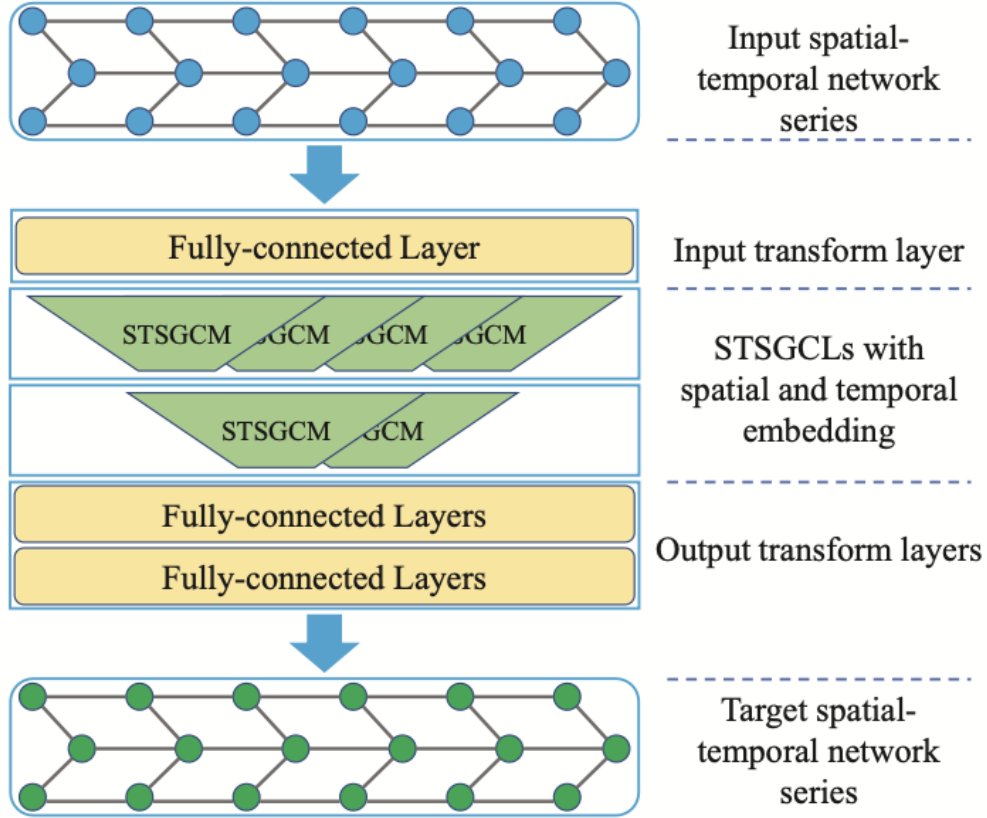 Input spatial-
temporal network
series
Fully-connected Layer
Input transform layer
STSGCM GCM GCM GCM
STSGCLs with
spatial and temporal
embedding
STSGCM GCM
Fully-connected Layers
Fully-connected Layers
Output transform layers
Target spatial-
temporal network
series